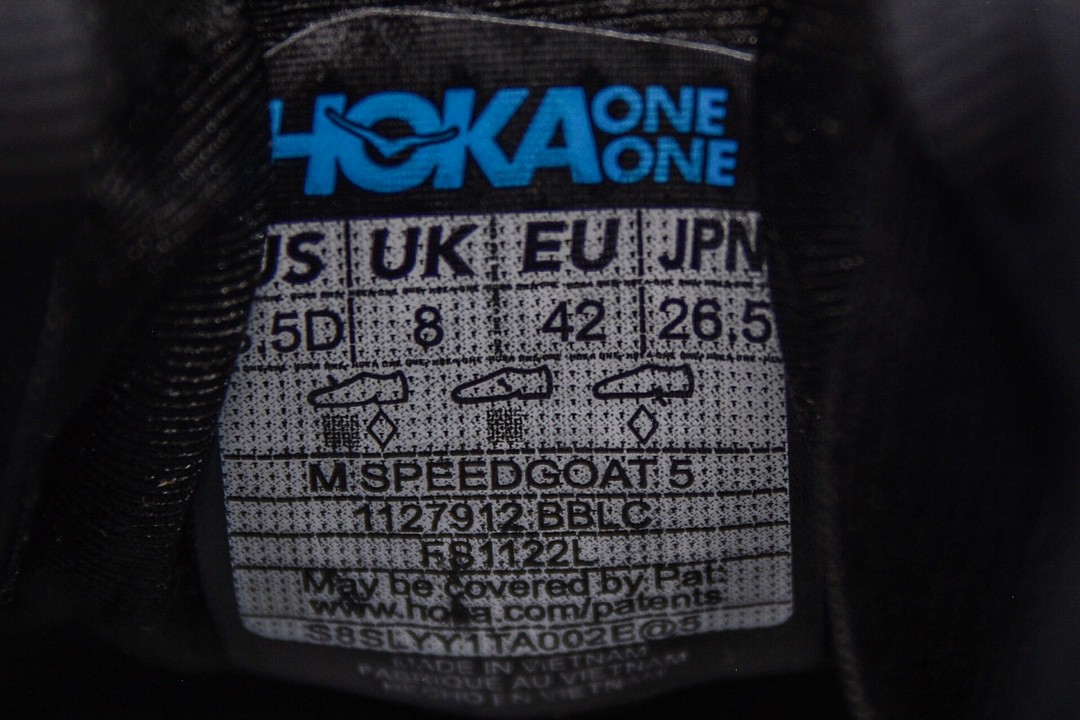 HOKA ONE ONE
US UK EU JPN
.5D 8 42 26.5
M SPEEDGOAT 5
1127912 BBLC
FS1122L
May be covered by Pat:
www.hoka.com/patents
S8SLYY1TA002E@5
MADE IN VIETNAM
FABRIQUÉ AU VIETNAM
HECHO EN VIETNAM